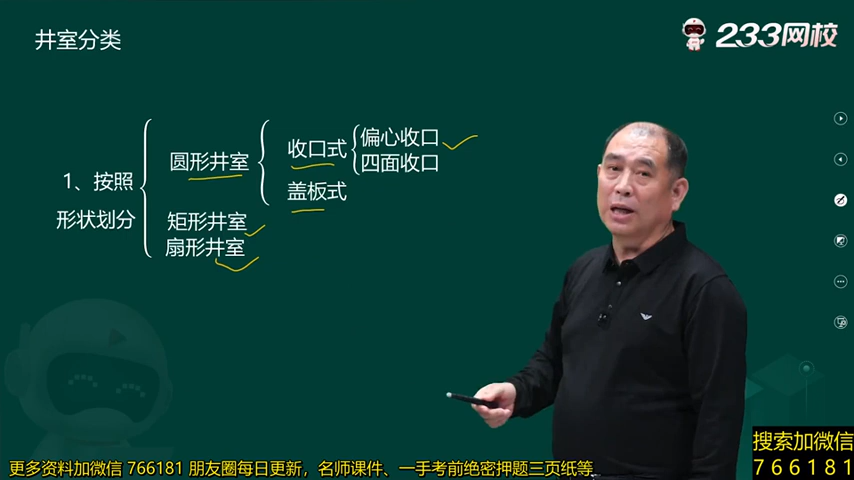 井室分类
233网校
圆形井室
收口式
偏心收口
四面收口
盖板式
1、按照
形状划分
矩形井室
扇形井室
搜索加微信
766181
更多资料加微信 766181 朋友圈每日更新，名师课件、一手考前绝密押题三页纸等